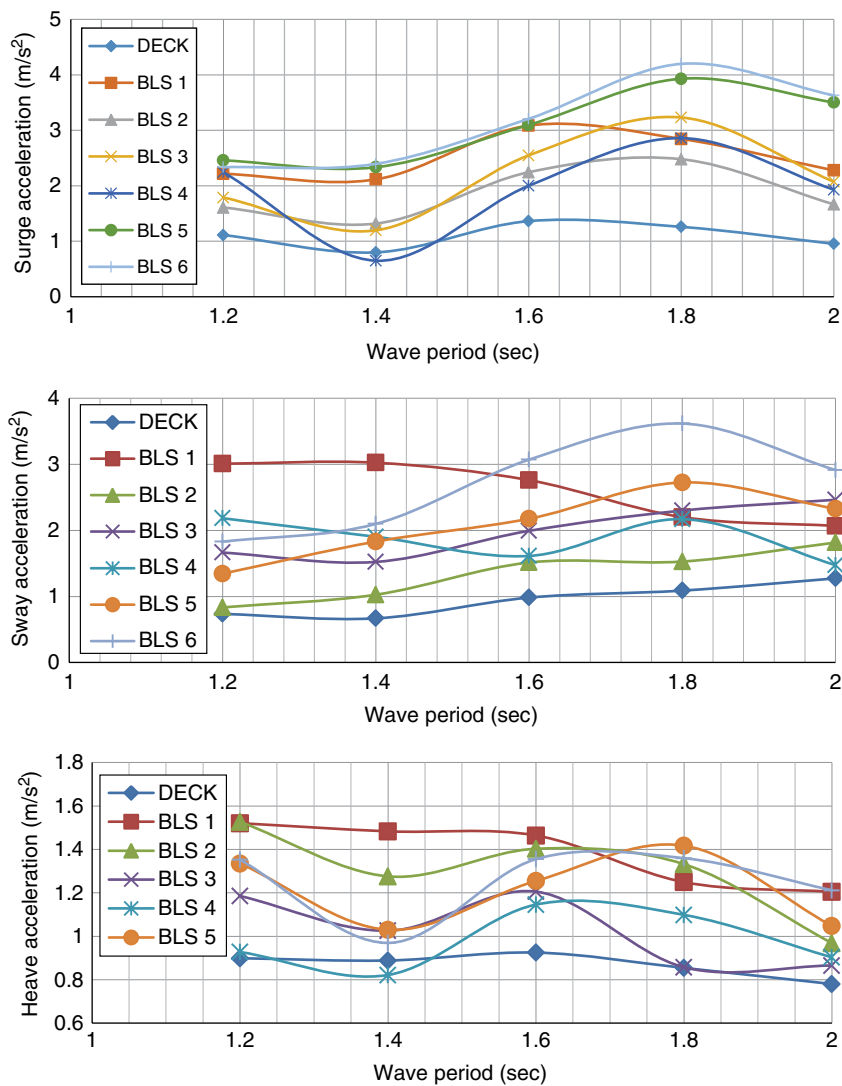 5
4
3
2
1
0
Surge acceleration (m/s²)
DECK
BLS 1
BLS 2
BLS 3
BLS 4
BLS 5
BLS 6
1 1.2 1.4 1.6 1.8 2
Wave period (sec)
4
3
2
1
0
Sway acceleration (m/s²)
DECK
BLS 1
BLS 2
BLS 3
BLS 4
BLS 5
BLS 6
1 1.2 1.4 1.6 1.8 2
Wave period (sec)
1.8
1.6
1.4
1.2
1
0.8
0.6
Heave acceleration (m/s²)
DECK
BLS 1
BLS 2
BLS 3
BLS 4
BLS 5
1 1.2 1.4 1.6 1.8 2
Wave period (sec)